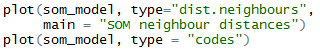 plot(som_model, type="dist.neighbours",
main = "SOM neighbour distances")
plot(som_model, type = "codes")